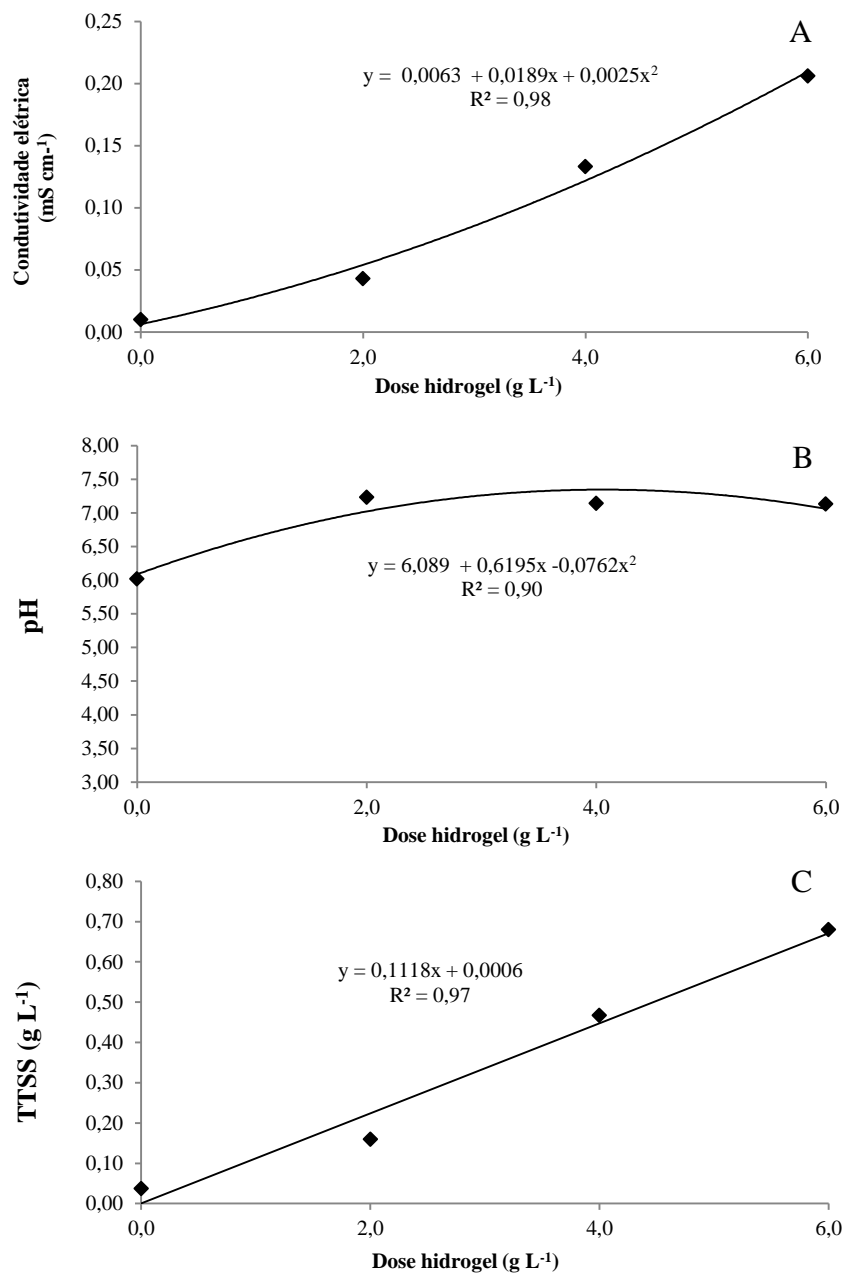 A
0,25
0,20
0,15
0,10
0,05
0,00
Condutividade elétrica
(mS cm-¹)
y = 0,0063 + 0,0189x + 0,0025x²
R² = 0,98
0,0 2,0 4,0 6,0
Dose hidrogel (g L⁻¹)
B
8,00
7,50
7,00
6,50
6,00
5,50
5,00
4,50
4,00
3,50
3,00
pH
y = 6,089 + 0,6195x -0,0762x²
R² = 0,90
0,0 2,0 4,0 6,0
Dose hidrogel (g L⁻¹)
C
0,80
0,70
0,60
0,50
0,40
0,30
0,20
0,10
0,00
TTSS (g L⁻¹)
y = 0,1118x + 0,0006
R² = 0,97
0,0 2,0 4,0 6,0
Dose hidrogel (g L⁻¹)